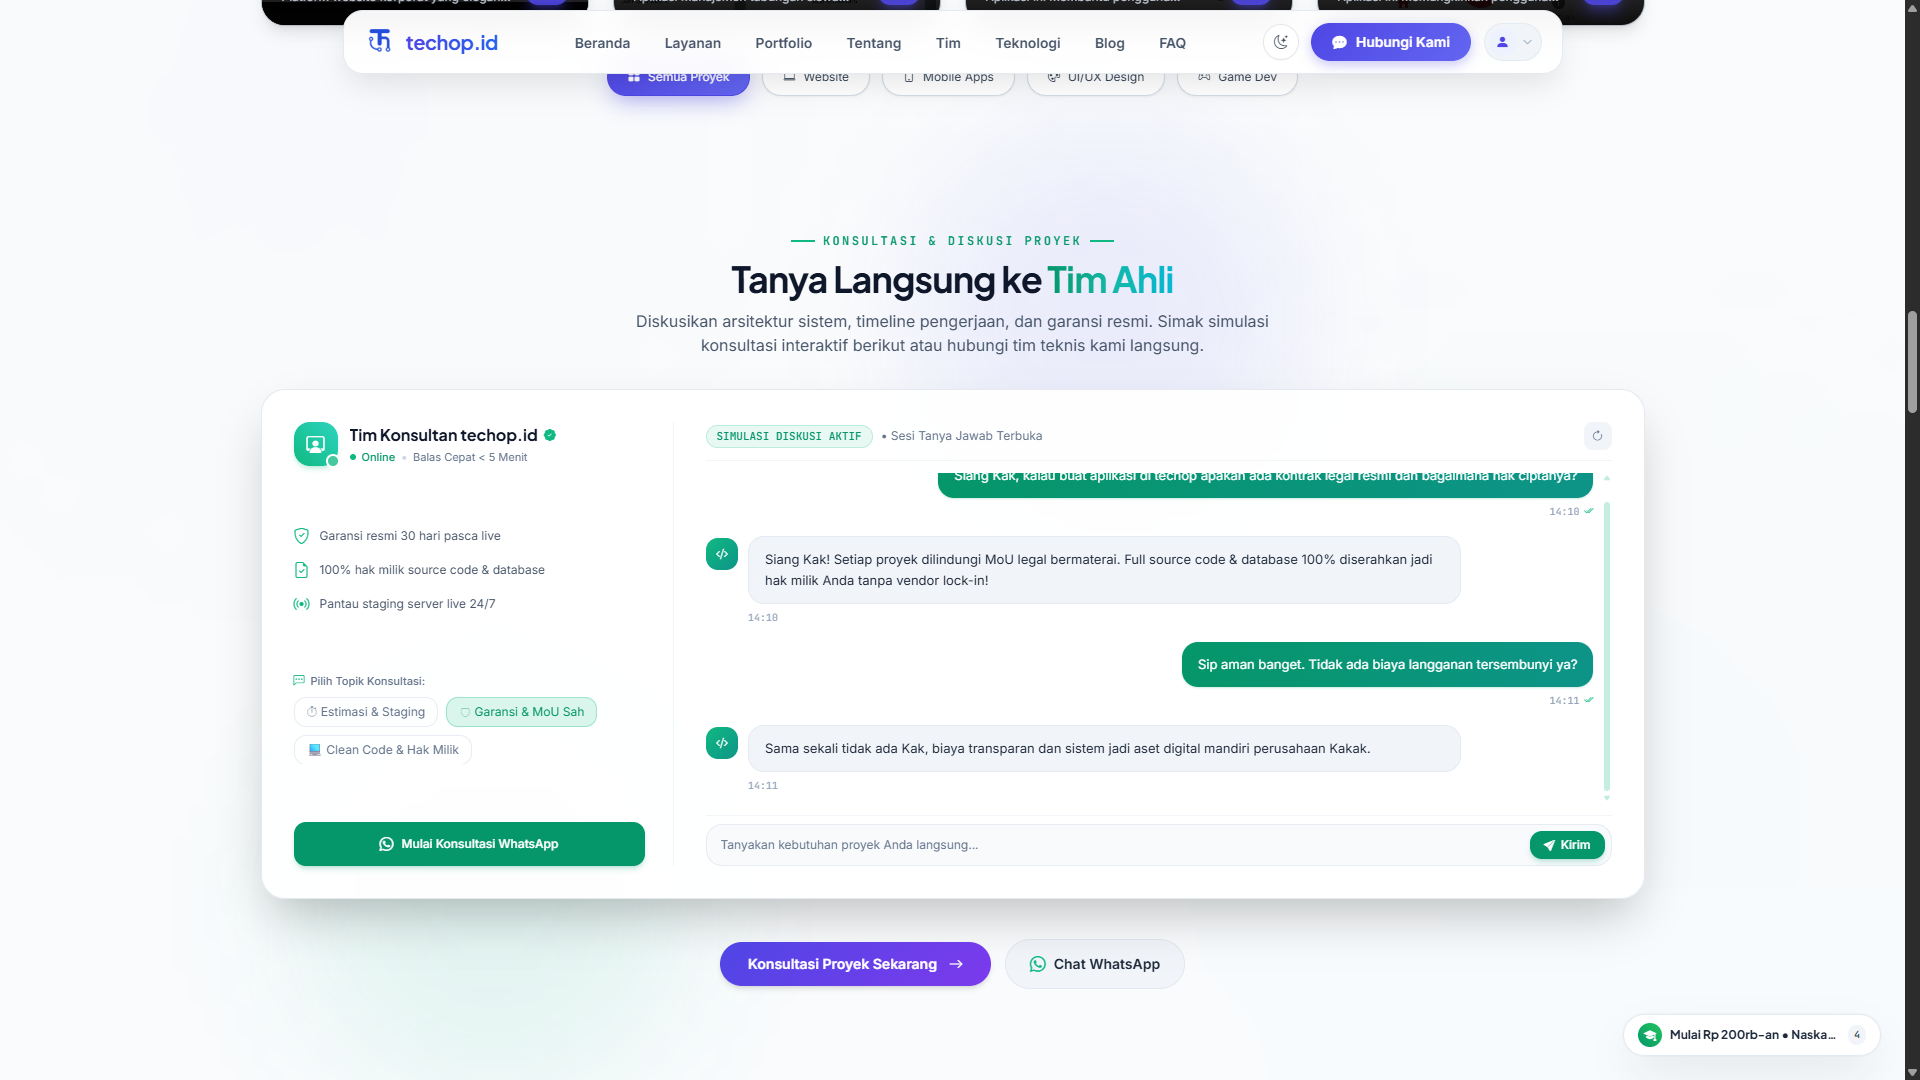 techop.id
Beranda
Layanan
Portfolio
Tentang
Tim
Teknologi
Blog
FAQ
Hubungi Kami
Semua Proyek
Website
Mobile Apps
UI/UX Design
Game Dev
KONSULTASI & DISKUSI PROYEK
Tanya Langsung ke Tim Ahli
Diskusikan arsitektur sistem, timeline pengerjaan, dan garansi resmi. Simak simulasi
konsultasi interaktif berikut atau hubungi tim teknis kami langsung.
Tim Konsultan techop.id
Online • Balas Cepat < 5 Menit
Garansi resmi 30 hari pasca live
100% hak milik source code & database
Pantau staging server live 24/7
Pilih Topik Konsultasi:
Estimasi & Staging
Garansi & MoU Sah
Clean Code & Hak Milik
Mulai Konsultasi WhatsApp
SIMULASI DISKUSI AKTIF
• Sesi Tanya Jawab Terbuka
Siang Kak, kalau buat aplikasi di techop apakah ada kontrak legal resmi dan bagaimana hak ciptanya?
14:10
Siang Kak! Setiap proyek dilindungi MoU legal bermaterai. Full source code & database 100% diserahkan jadi
hak milik Anda tanpa vendor lock-in!
14:10
Sip aman banget. Tidak ada biaya langganan tersembunyi ya?
14:11
Sama sekali tidak ada Kak, biaya transparan dan sistem jadi aset digital mandiri perusahaan Kakak.
14:11
Tanyakan kebutuhan proyek Anda langsung...
Kirim
Konsultasi Proyek Sekarang →
Chat WhatsApp
Mulai Rp 200rb-an • Naska...
4